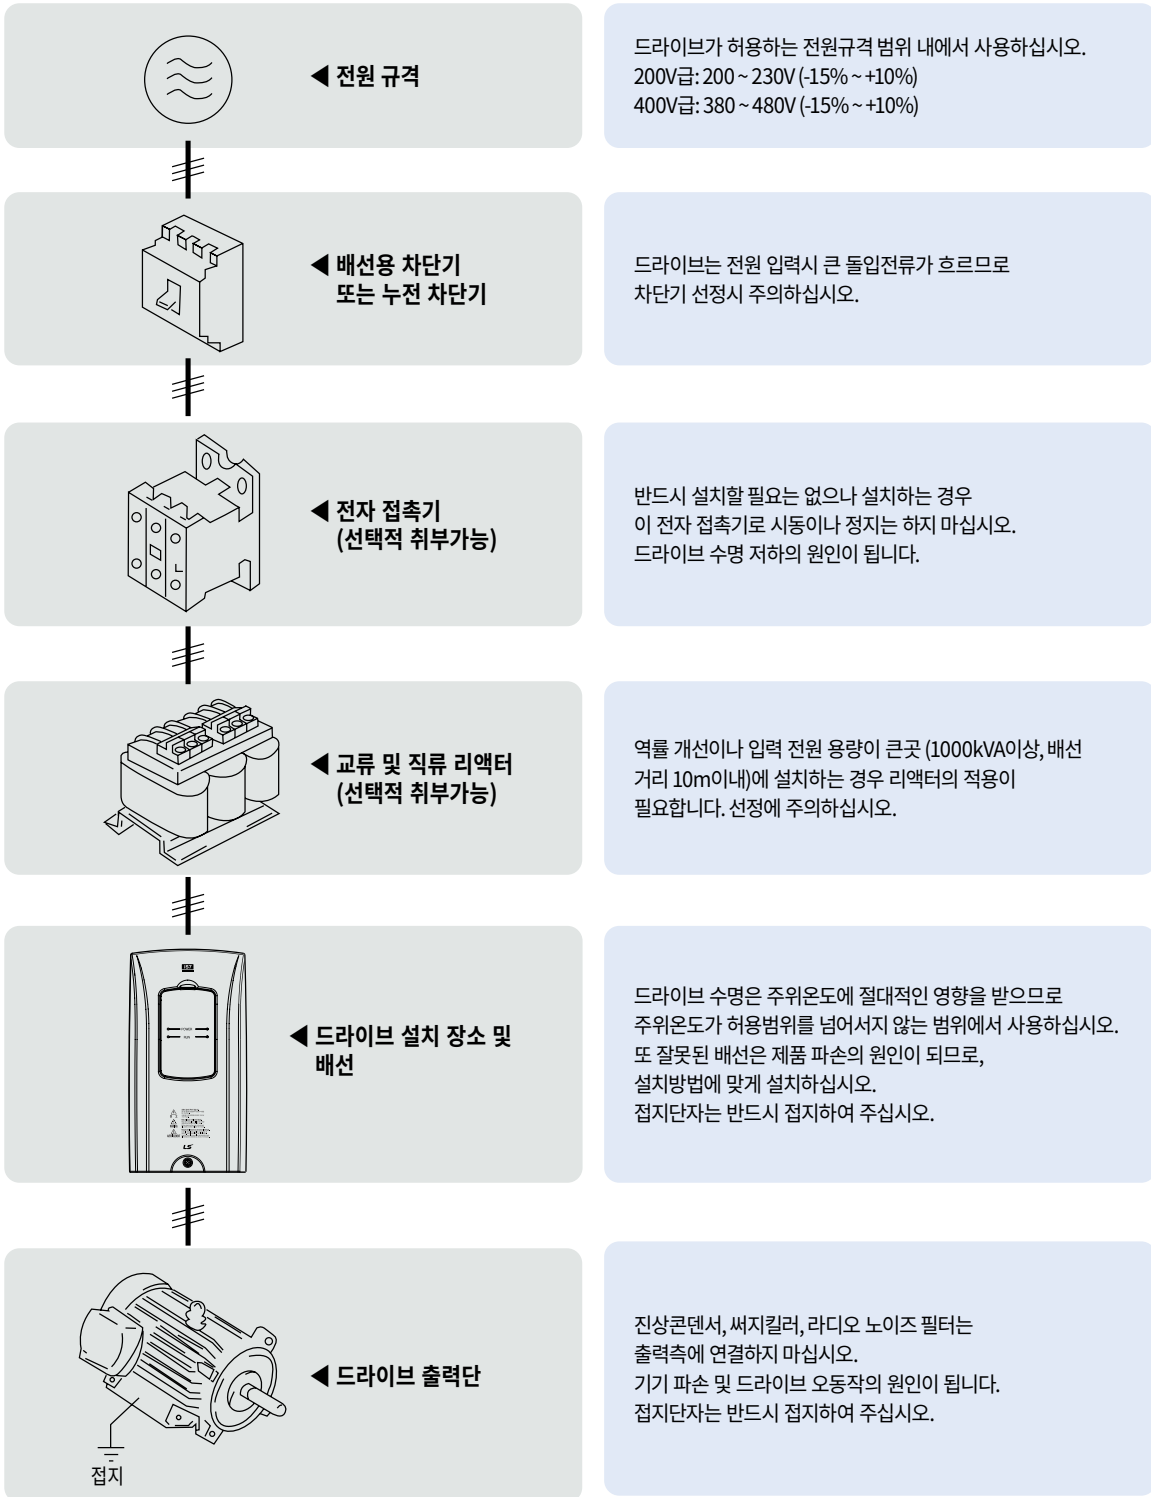 ◀ 전원 규격
드라이브가 허용하는 전원규격 범위 내에서 사용하십시오.
200V급: 200 ~ 230V (-15% ~ +10%)
400V급: 380 ~ 480V (-15% ~ +10%)
◀ 배선용 차단기
또는 누전 차단기
드라이브는 전원 입력시 큰 돌입전류가 흐르므로
차단기 선정시 주의하십시오.
◀ 전자 접촉기
(선택적 취부가능)
반드시 설치할 필요는 없으나 설치하는 경우
이 전자 접촉기로 시동이나 정지는 하지 마십시오.
드라이브 수명 저하의 원인이 됩니다.
◀ 교류 및 직류 리액터
(선택적 취부가능)
역률 개선이나 입력 전원 용량이 큰곳 (1000kVA이상, 배선
거리 10m이내)에 설치하는 경우 리액터의 적용이
필요합니다. 선정에 주의하십시오.
iS7
POWER
RUN
LS
◀ 드라이브 설치 장소 및
배선
드라이브 수명은 주위온도에 절대적인 영향을 받으므로
주위온도가 허용범위를 넘어서지 않는 범위에서 사용하십시오.
또 잘못된 배선은 제품 파손의 원인이 되므로,
설치방법에 맞게 설치하십시오.
접지단자는 반드시 접지하여 주십시오.
◀ 드라이브 출력단
접지
진상콘덴서, 써지킬러, 라디오 노이즈 필터는
출력측에 연결하지 마십시오.
기기 파손 및 드라이브 오동작의 원인이 됩니다.
접지단자는 반드시 접지하여 주십시오.